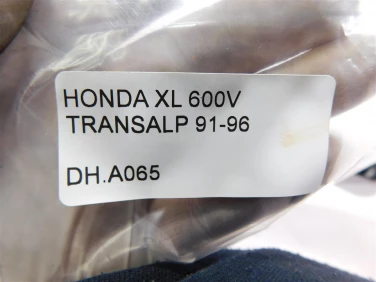 HONDA XL 600V
TRANSALP 91-96
DH.A065